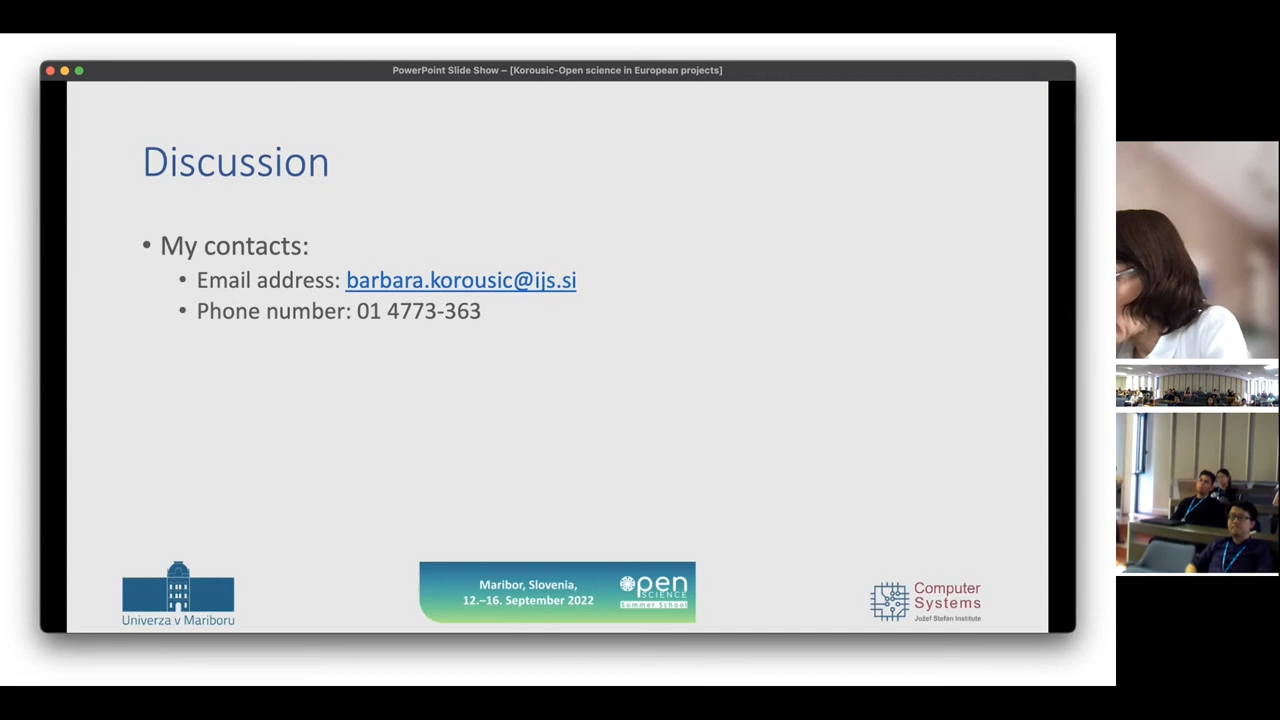 PowerPoint Slide Show – [Korousic-Open science in European projects]
Discussion
• My contacts:
• Email address: barbara.korousic@ijs.si
• Phone number: 01 4773-363
Univerza v Mariboru
Maribor, Slovenia,
12.–16. September 2022
Open
SCIENCE
Summer School
Computer
Systems
Jožef Stefan Institute